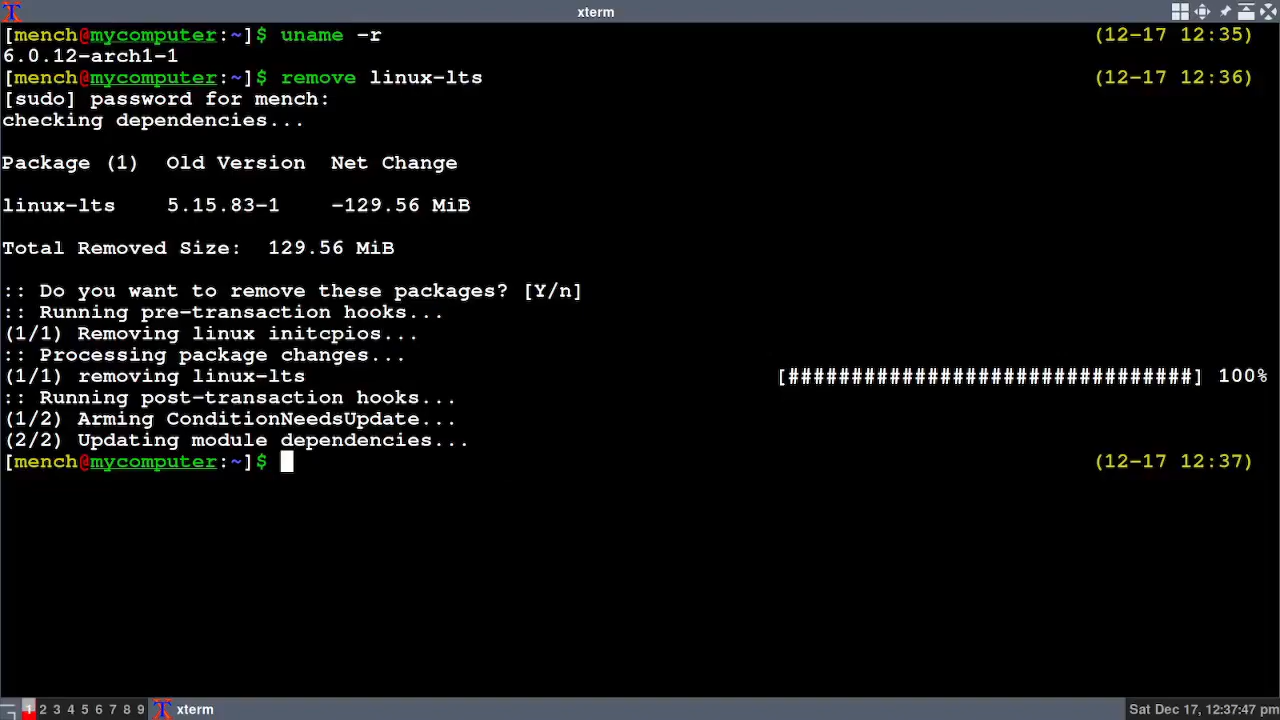 xterm
[mench@mycomputer:~]$ uname -r (12-17 12:35)
6.0.12-arch1-1
[mench@mycomputer:~]$ remove linux-lts (12-17 12:36)
[sudo] password for mench:
checking dependencies...
Package (1)  Old Version  Net Change
linux-lts    5.15.83-1    -129.56 MiB
Total Removed Size:  129.56 MiB
:: Do you want to remove these packages? [Y/n]
:: Running pre-transaction hooks...
(1/1) Removing linux initcpios...
:: Processing package changes...
(1/1) removing linux-lts [################################] 100%
:: Running post-transaction hooks...
(1/2) Arming ConditionNeedsUpdate...
(2/2) Updating module dependencies...
[mench@mycomputer:~]$ (12-17 12:37)
1 2 3 4 5 6 7 8 9 xterm Sat Dec 17, 12:37:47 pm